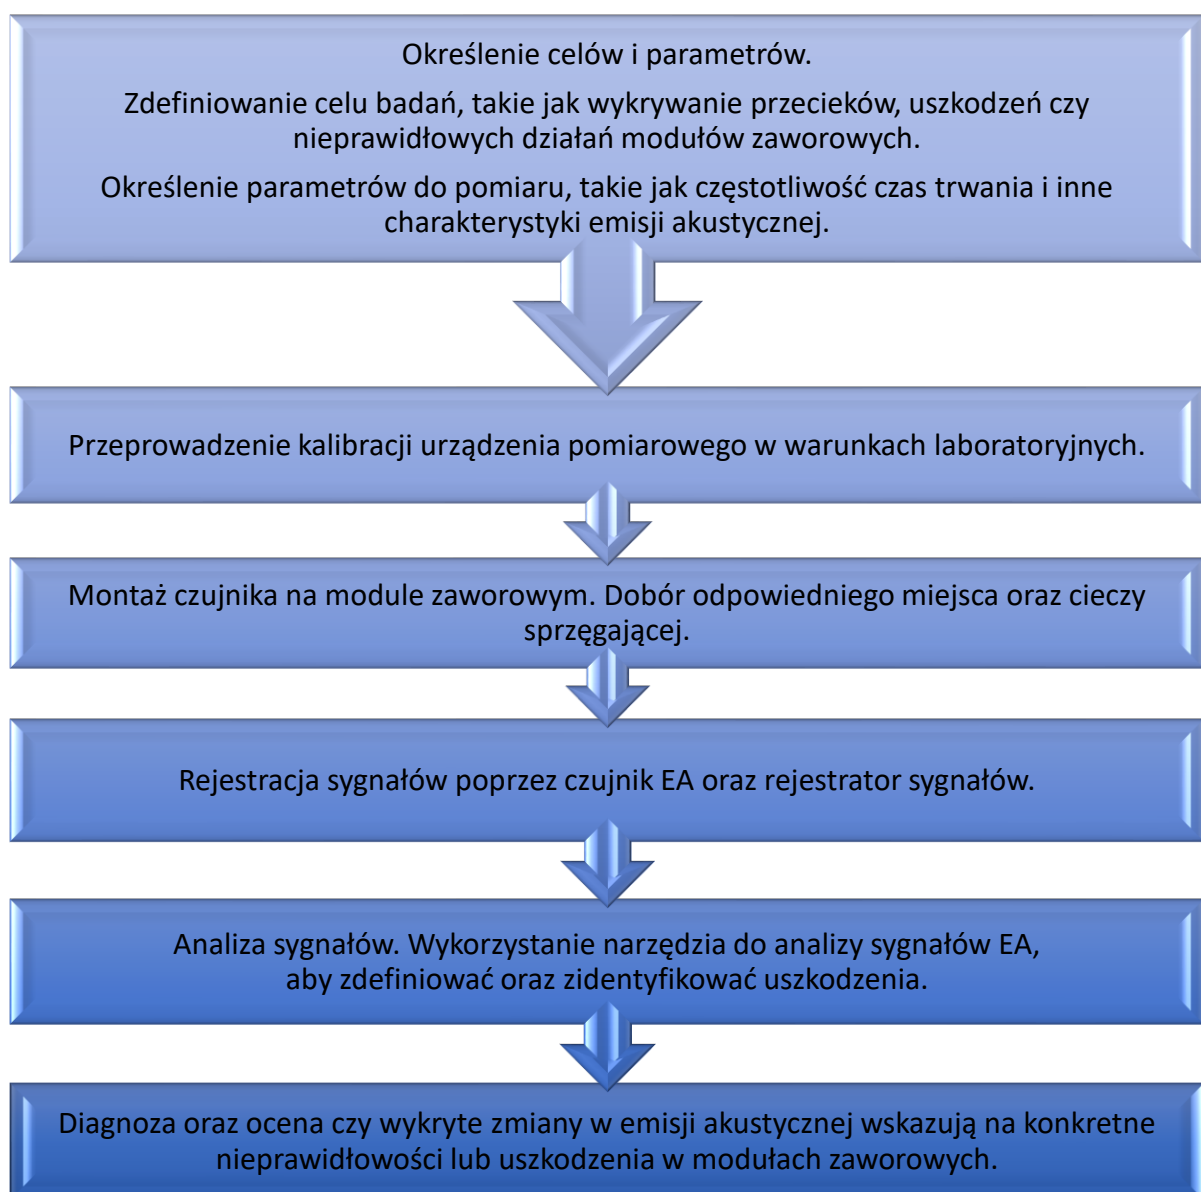 Określenie celów i parametrów.
Zdefiniowanie celu badań, takie jak wykrywanie przecieków, uszkodzeń czy
nieprawidłowych działań modułów zaworowych.
Określenie parametrów do pomiaru, takie jak częstotliwość czas trwania i inne
charakterystyki emisji akustycznej.
Przeprowadzenie kalibracji urządzenia pomiarowego w warunkach laboratoryjnych.
Montaż czujnika na module zaworowym. Dobór odpowiedniego miejsca oraz cieczy
sprzęgającej.
Rejestracja sygnałów poprzez czujnik EA oraz rejestrator sygnałów.
Analiza sygnałów. Wykorzystanie narzędzia do analizy sygnałów EA,
aby zdefiniować oraz zidentyfikować uszkodzenia.
Diagnoza oraz ocena czy wykryte zmiany w emisji akustycznej wskazują na konkretne
nieprawidłowości lub uszkodzenia w modułach zaworowych.